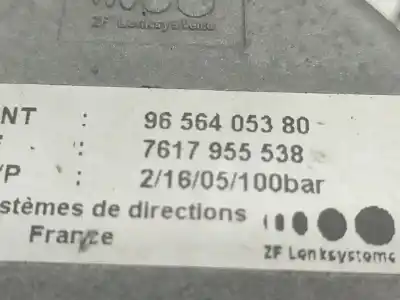 ZF Lenksysteme
NT : 96 564 053 80
: 7617 955 538
/P : 2/16/05/100bar
stèmes de directions
France
ZF Lenksysteme